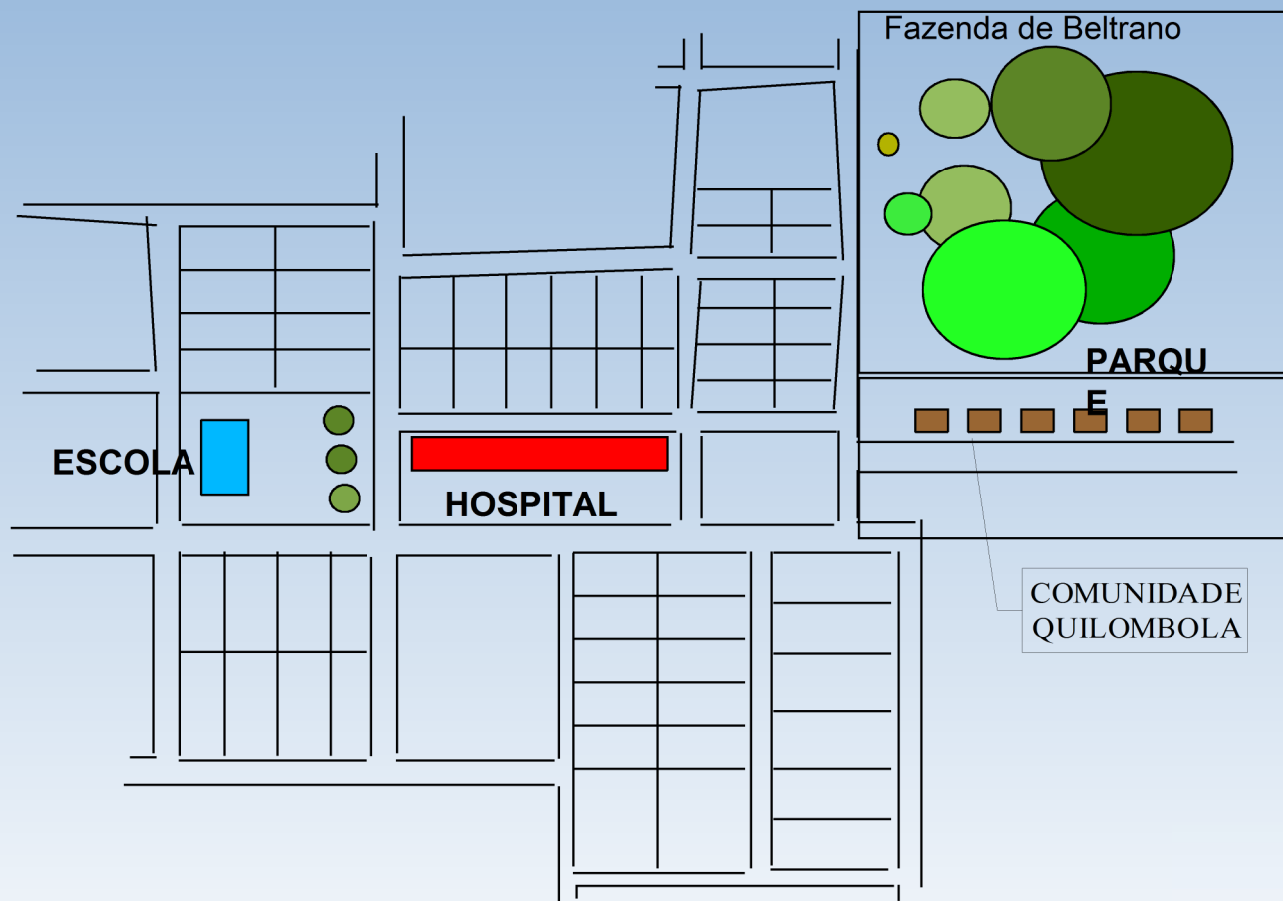 Fazenda de Beltrano
PARQU
E
ESCOLA
HOSPITAL
COMUNIDADE
QUILOMBOLA